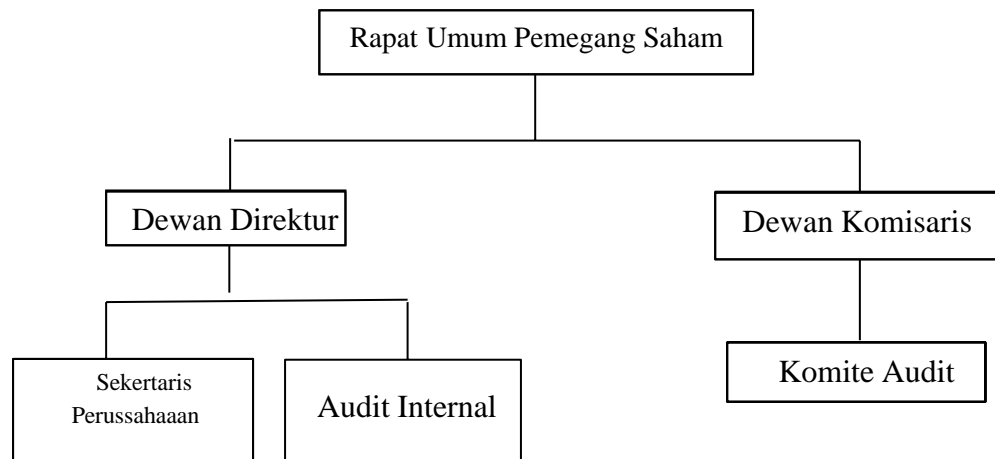 Rapat Umum Pemegang Saham
Dewan Direktur
Dewan Komisaris
Sekertaris
Perussahaaan
Audit Internal
Komite Audit